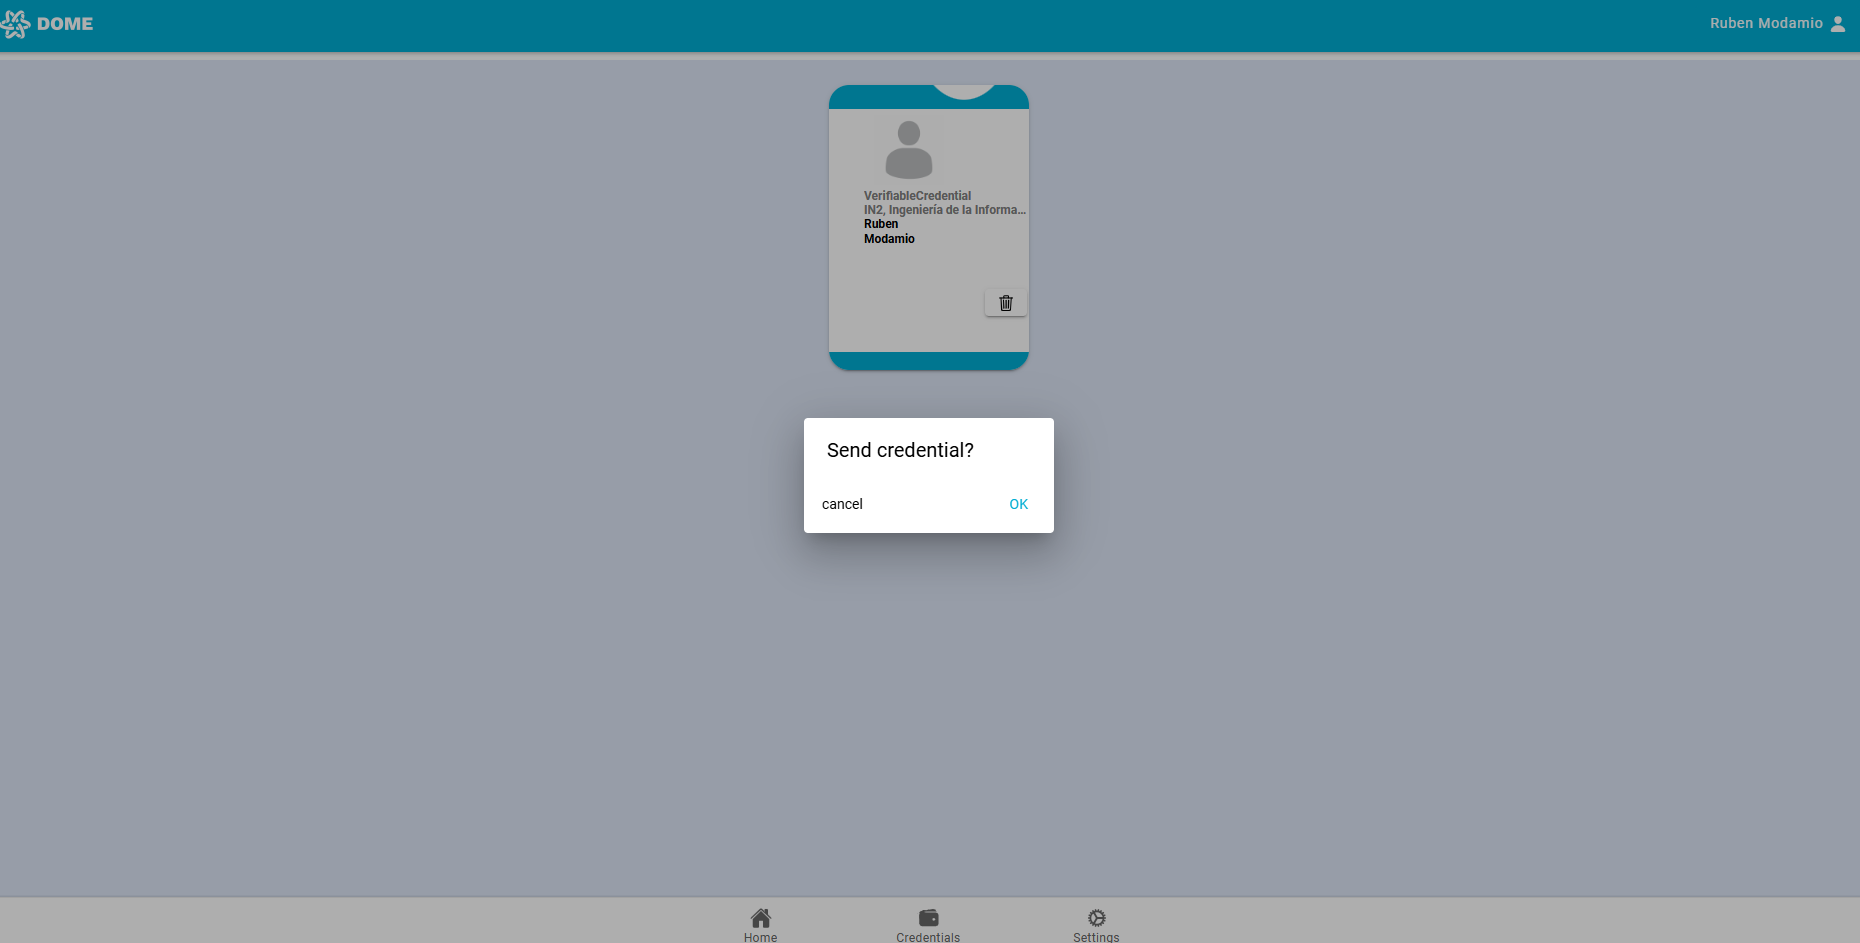 DOME
Ruben Modamio
VerifiableCredential
IN2, Ingeniería de la Informa...
Ruben
Modamio
Send credential?
cancel
OK
Home
Credentials
Settings